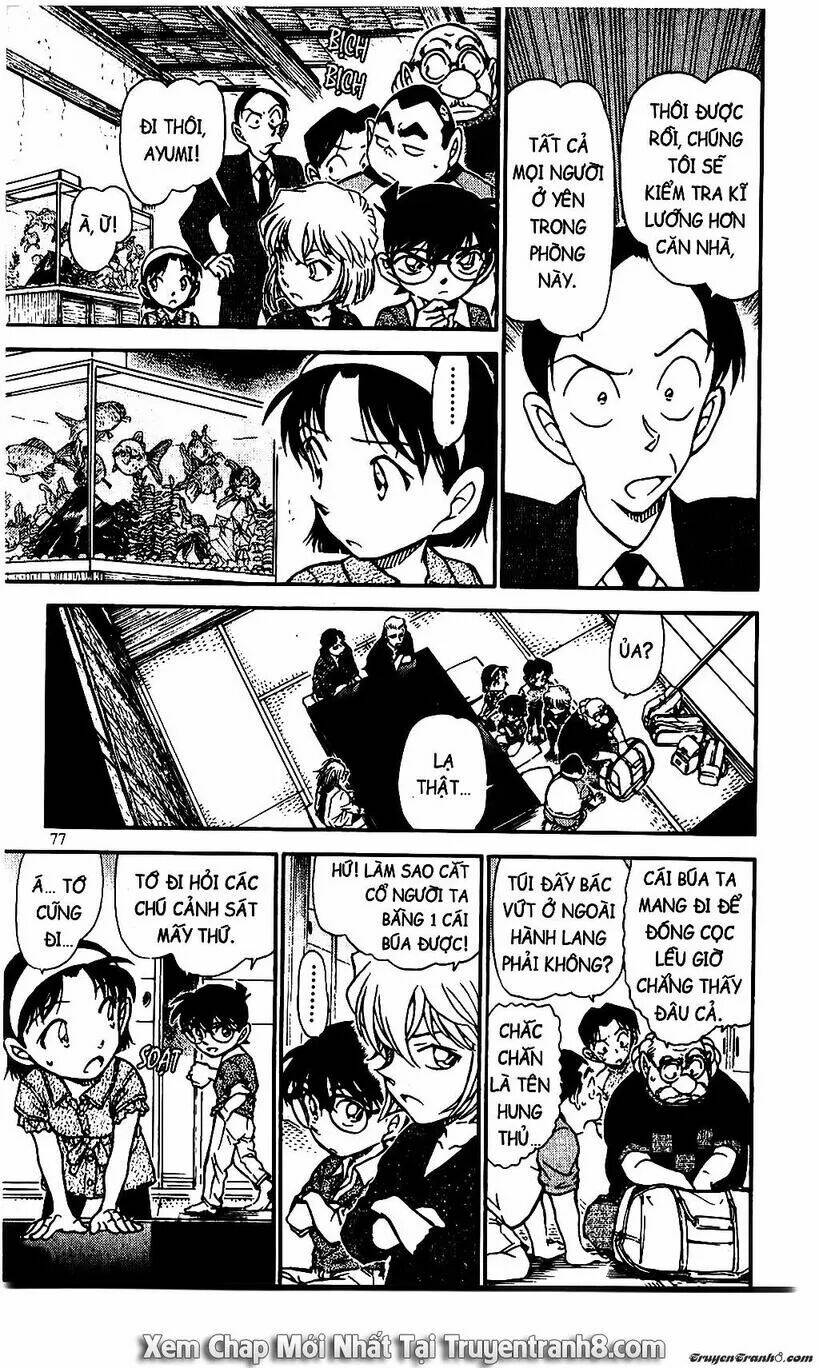 THÔI ĐƯỢC
RỒI, CHÚNG
TÔI SẼ
KIỂM TRA KĨ
LƯỠNG HƠN
CĂN NHÀ,
TẤT CẢ
MỌI NGƯỜI
Ở YÊN
TRONG
PHÒNG
NÀY.
BỊCH
BỊCH
ĐI THÔI,
AYUMI!
À, Ừ!
........
ỦA?
LẠ
THẬT...
77
CÁI BÚA TA
MANG ĐI ĐỂ
ĐÓNG CỌC
LỀU GIỜ
CHẲNG THẤY
ĐÂU CẢ.
TÚI ĐẤY BÁC
VỨT Ở NGOÀI
HÀNH LANG
PHẢI KHÔNG?
CHẮC
CHẮN
LÀ TÊN
HUNG
THỦ...
HỨ! LÀM SAO CẮT
CỔ NGƯỜI TA
BẰNG 1 CÁI
BÚA ĐƯỢC!
........
TỚ ĐI HỎI CÁC
CHÚ CẢNH SÁT
MẤY THỨ.
SOẠT
Á... TỚ
CŨNG
ĐI...
Xem Chap Mới Nhất Tại Truyentranh8.com
TruyenTranh8.com